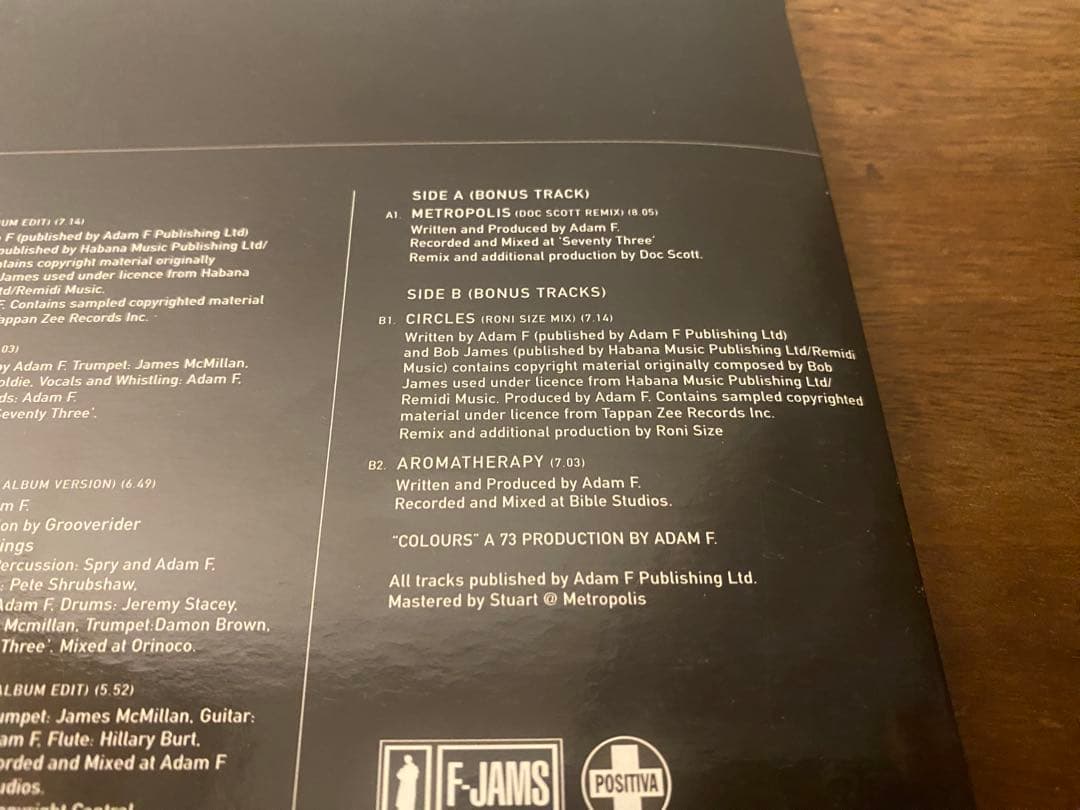 UM EDIT) (7.14)
F (published by Adam F Publishing Ltd)
published by Habana Music Publishing Ltd/
tains copyright material originally
James used under licence from Habana
td/Remidi Music.
F. Contains sampled copyrighted material
appan Zee Records Inc.
03)
by Adam F. Trumpet: James McMillan.
oldie, Vocals and Whistling: Adam F.
ds: Adam F.
Seventy Three'.
ALBUM VERSION) (6.49)
am F.
on by Grooverider
ings
Percussion: Spry and Adam F.
: Pete Shrubshaw,
Adam F. Drums: Jeremy Stacey.
Mcmillan, Trumpet:Damon Brown,
Three'. Mixed at Orinoco.
ALBUM EDIT) (5.52)
umpet: James McMillan, Guitar:
am F. Flute: Hillary Burt.
orded and Mixed at Adam F
udios.
opyright Control
SIDE A (BONUS TRACK)
A1. METROPOLIS (DOC SCOTT REMIX) (8.05)
Written and Produced by Adam F.
Recorded and Mixed at 'Seventy Three'
Remix and additional production by Doc Scott.
SIDE B (BONUS TRACKS)
B1. CIRCLES (RONI SIZE MIX) (7.14)
Written by Adam F (published by Adam F Publishing Ltd)
and Bob James (published by Habana Music Publishing Ltd/Remidi
Music) contains copyright material originally composed by Bob
James used under licence from Habana Music Publishing Ltd/
Remidi Music. Produced by Adam F. Contains sampled copyrighted
material under licence from Tappan Zee Records Inc.
Remix and additional production by Roni Size
B2. AROMATHERAPY (7.03)
Written and Produced by Adam F.
Recorded and Mixed at Bible Studios.
"COLOURS" A 73 PRODUCTION BY ADAM F.
All tracks published by Adam F Publishing Ltd.
Mastered by Stuart @ Metropolis
F-JAMS
POSITIVA